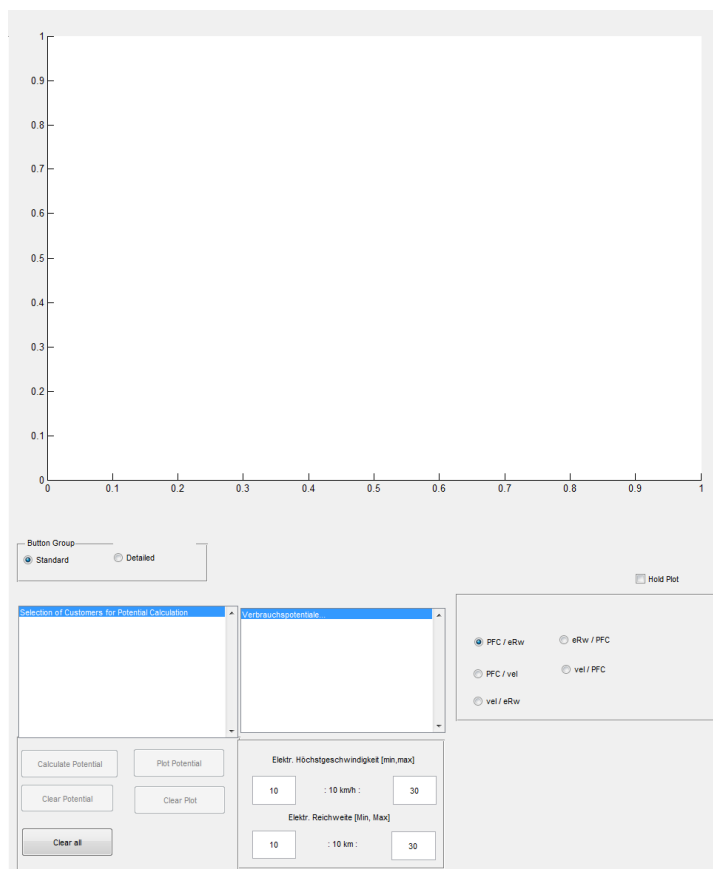 1
0.9
0.8
0.7
0.6
0.5
0.4
0.3
0.2
0.1
0
0 0.1 0.2 0.3 0.4 0.5 0.6 0.7 0.8 0.9 1
Button Group
Standard Detailed
Hold Plot
Selection of Customers for Potential Calculation
Verbrauchspotentiale...
PFC / eRw eRw / PFC
PFC / vel vel / PFC
vel / eRw
Calculate Potential Plot Potential
Clear Potential Clear Plot
Clear all
Elektr. Höchstgeschwindigkeit [min,max]
10 : 10 km/h : 30
Elektr. Reichweite [Min, Max]
10 : 10 km : 30